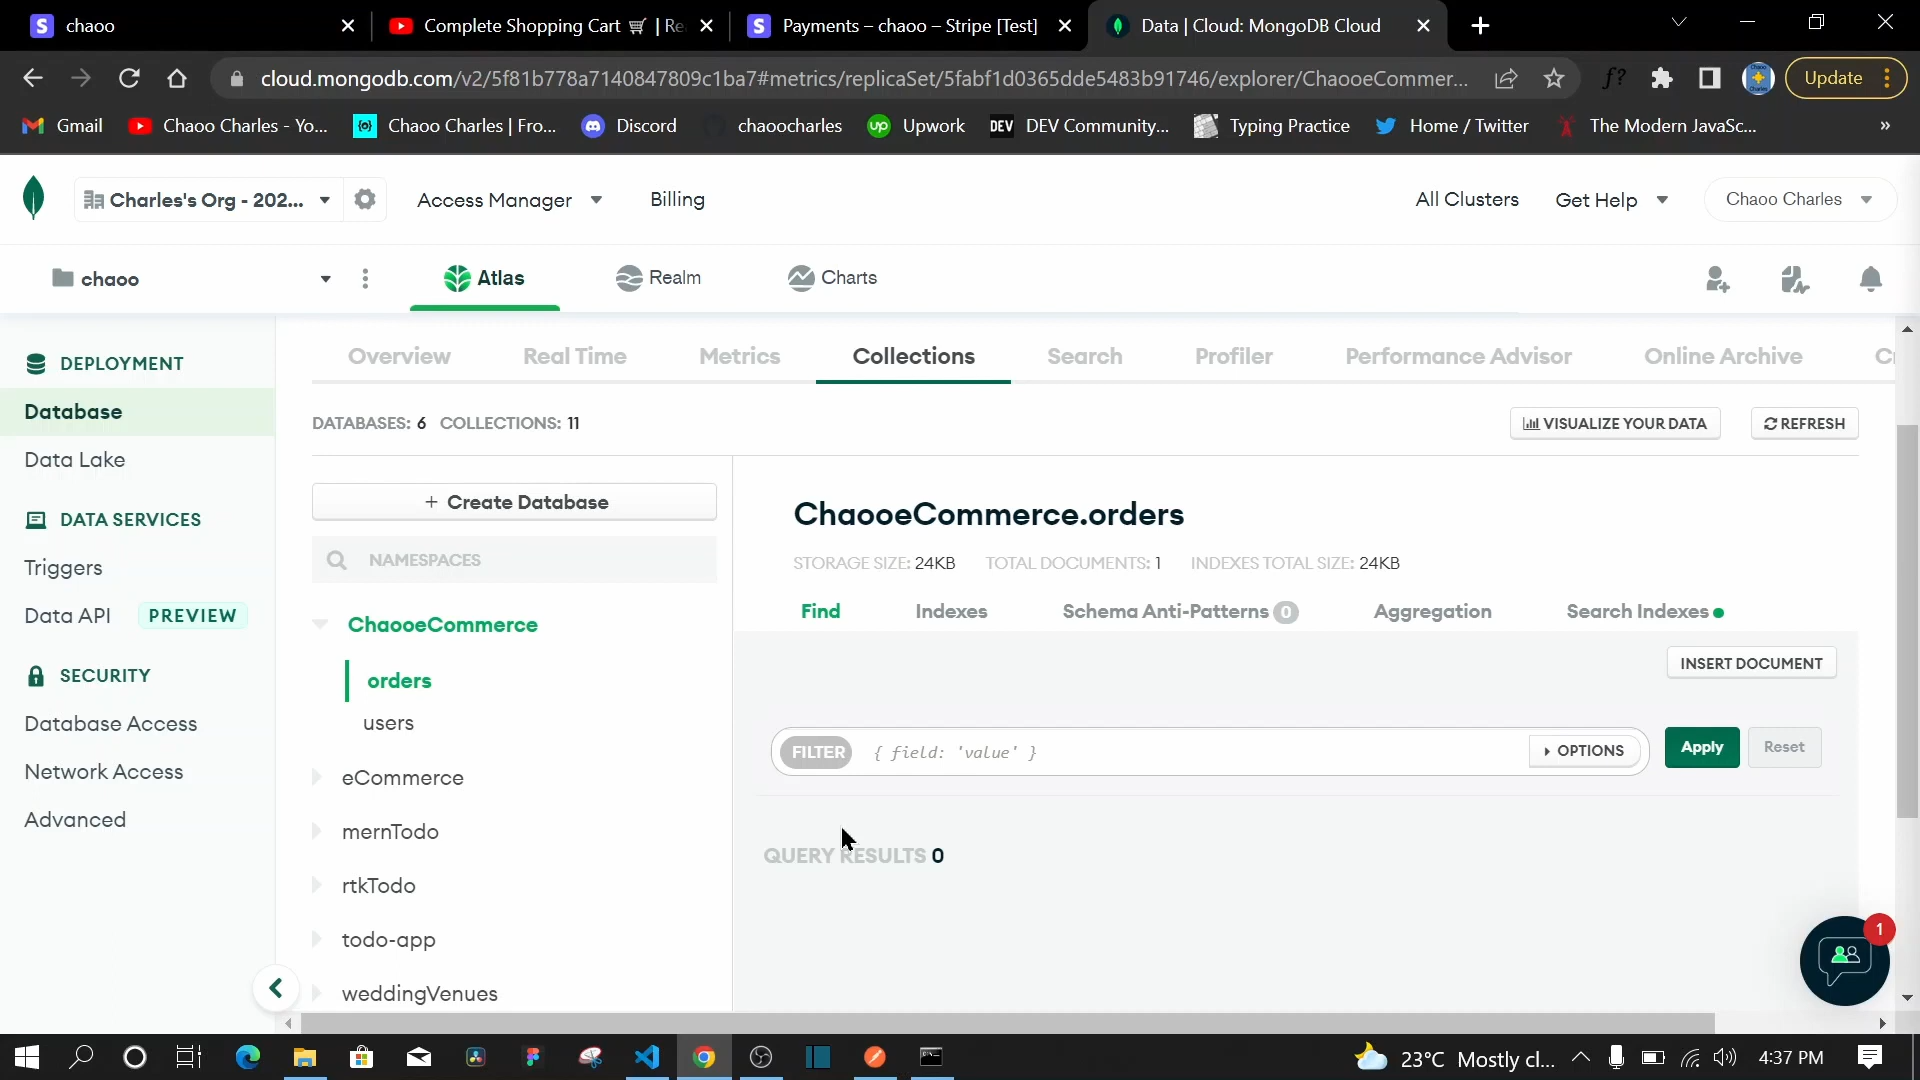 chaoo
Complete Shopping Cart 🛒 | Re
Payments – chaoo – Stripe [Test]
Data | Cloud: MongoDB Cloud
cloud.mongodb.com/v2/5f81b778a7140847809c1ba7#metrics/replicaSet/5fabf1d0365dde5483b91746/explorer/ChaooeCommer...
f?
Update
Gmail
Chaoo Charles - Yo...
Chaoo Charles | Fro...
Discord
chaoocharles
up Upwork
DEV DEV Community...
Typing Practice
Home / Twitter
The Modern JavaSc...
»
Charles's Org - 202...
Access Manager
Billing
All Clusters
Get Help
Chaoo Charles
chaoo
Atlas
Realm
Charts
DEPLOYMENT
Database
Data Lake
DATA SERVICES
Triggers
Data API PREVIEW
SECURITY
Database Access
Network Access
Advanced
Overview
Real Time
Metrics
Collections
Search
Profiler
Performance Advisor
Online Archive
DATABASES: 6 COLLECTIONS: 11
VISUALIZE YOUR DATA
REFRESH
+ Create Database
NAMESPACES
ChaooeCommerce
orders
users
eCommerce
mernTodo
rtkTodo
todo-app
weddingVenues
ChaooeCommerce.orders
STORAGE SIZE: 24KB TOTAL DOCUMENTS: 1 INDEXES TOTAL SIZE: 24KB
Find
Indexes
Schema Anti-Patterns 0
Aggregation
Search Indexes
INSERT DOCUMENT
FILTER { field: 'value' }
OPTIONS
Apply
Reset
QUERY RESULTS 0
1
23°C Mostly cl...
4:37 PM